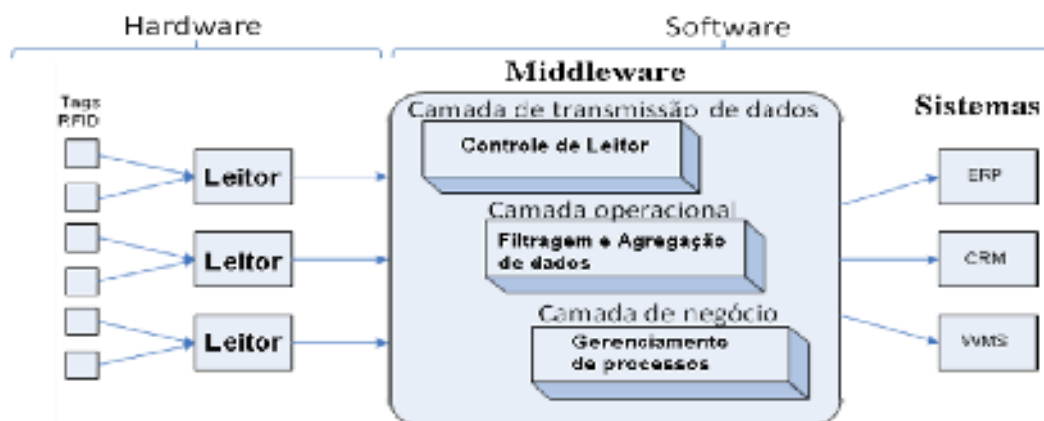 Hardware
Software
Middleware
Tags
RFID
Leitor
Leitor
Leitor
Camada de transmissão de dados
Controle de Leitor
Camada operacional
Filtragem e Agregação
de dados
Camada de negócio
Gerenciamento
de processos
Sistemas
ERP
CRM
WMS